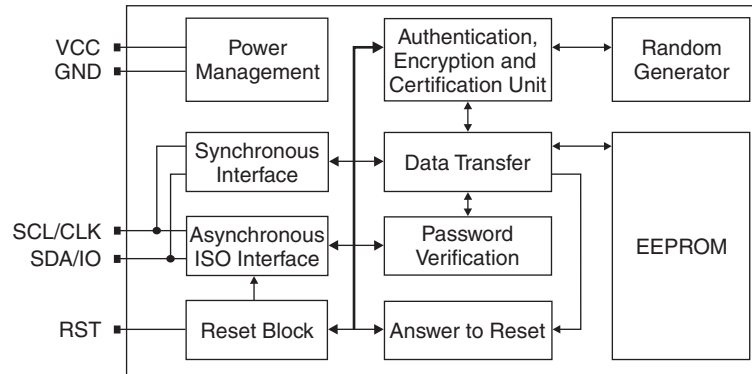 VCC
GND
Power
Management
Authentication,
Encryption and
Certification Unit
Random
Generator
Synchronous
Interface
Data Transfer
EEPROM
SCL/CLK
SDA/IO
Asynchronous
ISO Interface
Password
Verification
RST
Reset Block
Answer to Reset